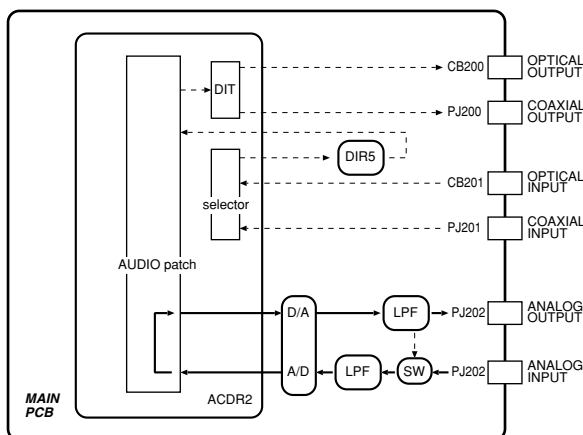 CB200
OPTICAL
OUTPUT
DIT
PJ200
COAXIAL
OUTPUT
DIR5
CB201
OPTICAL
INPUT
selector
PJ201
COAXIAL
INPUT
AUDIO patch
D/A
LPF
PJ202
ANALOG
OUTPUT
A/D
LPF
SW
PJ202
ANALOG
INPUT
MAIN
PCB
ACDR2